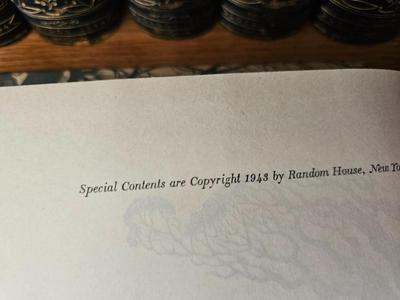 Special Contents are Copyright 1943 by Random House, New Yo